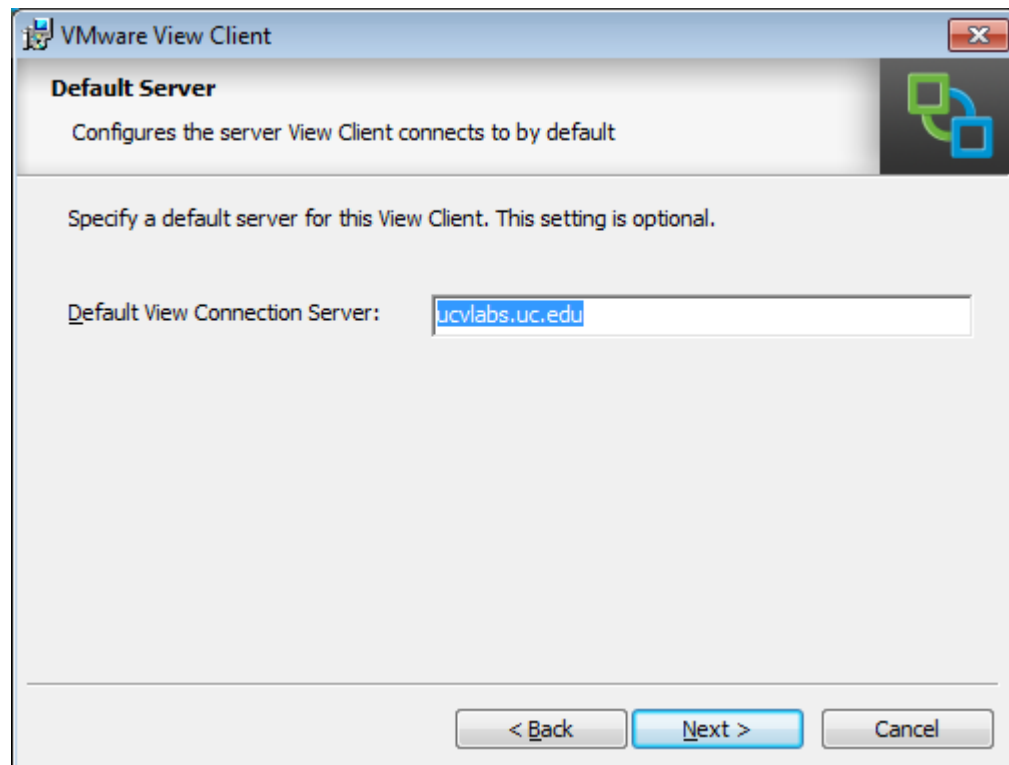 VMware View Client
Default Server
Configures the server View Client connects to by default
Specify a default server for this View Client. This setting is optional.
Default View Connection Server: ucvlabs.uc.edu
< Back Next > Cancel